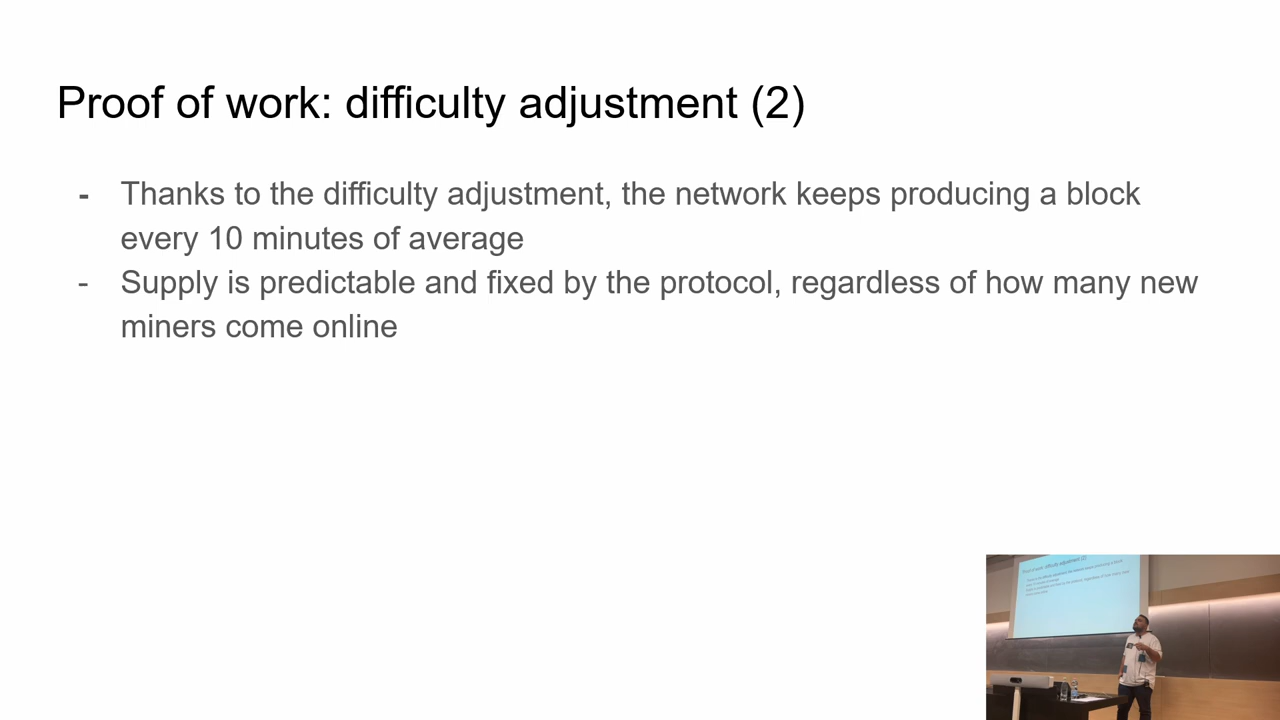 Proof of work: difficulty adjustment (2)
- Thanks to the difficulty adjustment, the network keeps producing a block
every 10 minutes of average
- Supply is predictable and fixed by the protocol, regardless of how many new
miners come online